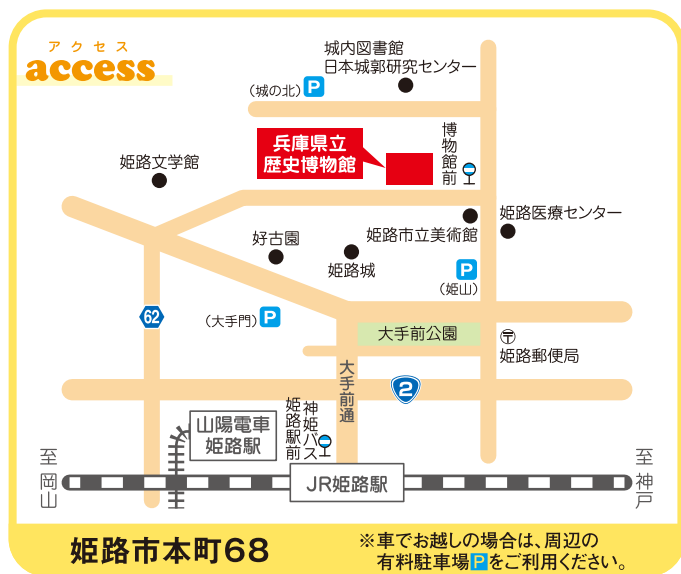 アクセス
access
城内図書館
日本城郭研究センター
(城の北) P
兵庫県立
歴史博物館
博物館前
姫路文学館
姫路市立美術館
姫路医療センター
好古園
姫路城
P
(姫山)
(大手門) P
62
大手前公園
〒
姫路郵便局
大手前通
2
山陽電車
姫路駅
神姫バス
姫路駅前
至岡山
JR姫路駅
至神戸
姫路市本町68
※車でお越しの場合は、周辺の
有料駐車場Pをご利用ください。